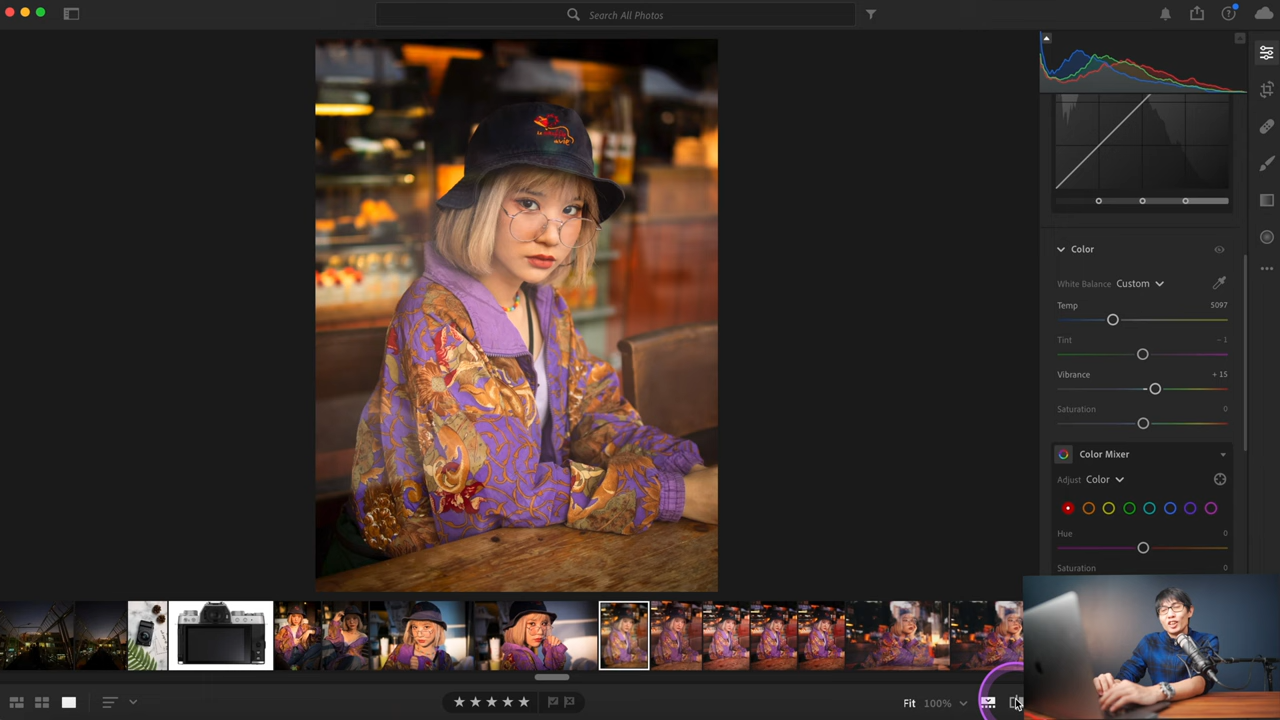 Search All Photos
Color
White Balance Custom
Temp 5097
Tint - 1
Vibrance + 15
Saturation 0
Color Mixer
Adjust Color
Hue 0
Saturation
Fit 100%